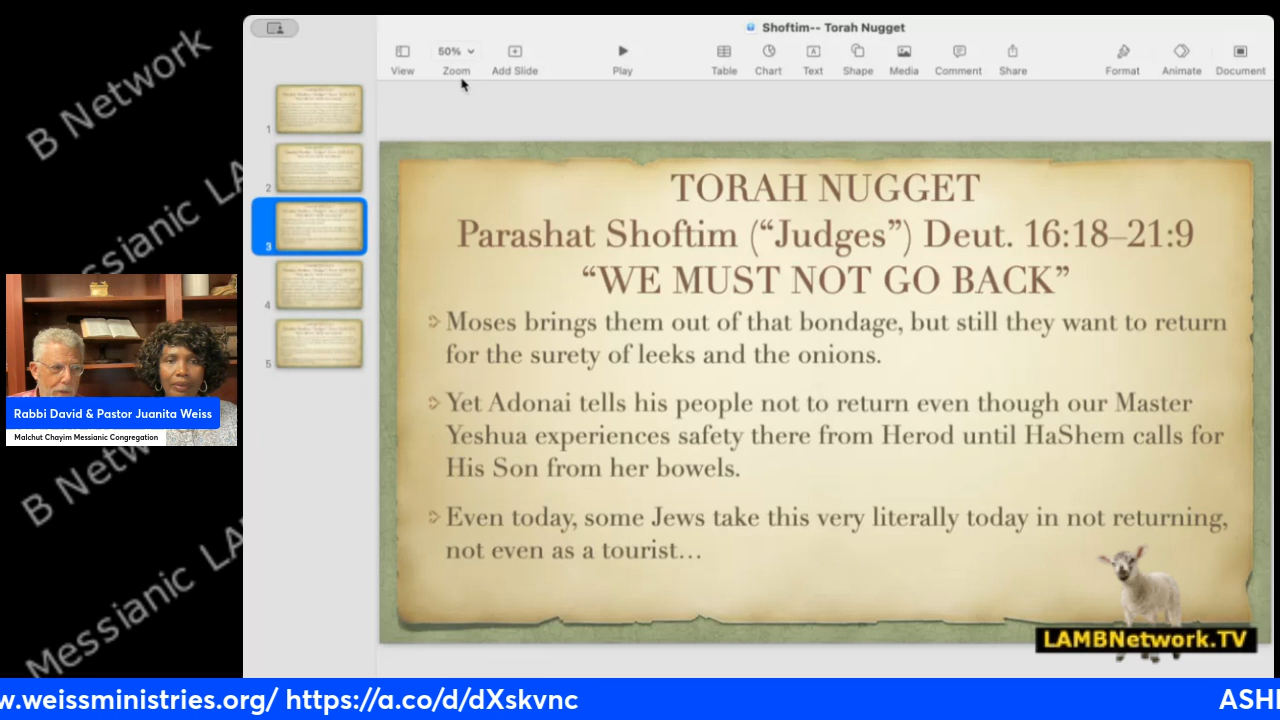 B Network
Messianic LA
B Netw
Messianic LA
Shoftim-- Torah Nugget
50%
View
Zoom
Add Slide
Play
Table
Chart
Text
Shape
Media
Comment
Share
Format
Animate
Document
1
2
3
4
5
TORAH NUGGET
Parashat Shoftim (“Judges”) Deut. 16:18–21:9
“WE MUST NOT GO BACK”
Moses brings them out of that bondage, but still they want to return
for the surety of leeks and the onions.
Yet Adonai tells his people not to return even though our Master
Yeshua experiences safety there from Herod until HaShem calls for
His Son from her bowels.
Even today, some Jews take this very literally today in not returning,
not even as a tourist…
LAMBNetwork.TV
Rabbi David & Pastor Juanita Weiss
Malchut Chayim Messianic Congregation
w.weissministries.org/ https://a.co/d/dXskvnc
ASHI